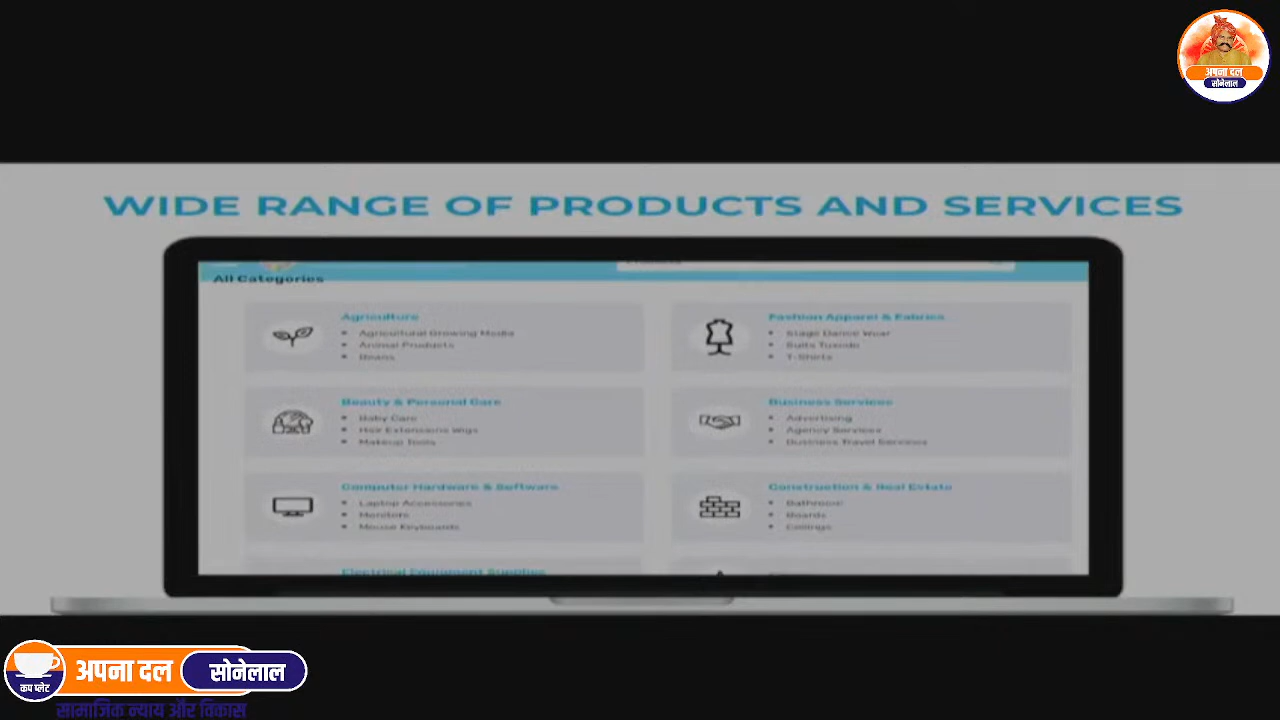 अपना दल
सोनेलाल
WIDE RANGE OF PRODUCTS AND SERVICES
All Categories
Agriculture
Agricultural Growing Media
Animal Products
Beans
Fashion Apparel & Fabrics
Stage Dance Wear
Suits Tuxedo
T-Shirts
Beauty & Personal Care
Baby Care
Hair Extensions Wigs
Makeup Tools
Business Services
Advertising
Agency Services
Business Travel Services
Computer Hardware & Software
Laptop Accessories
Monitors
Mouse Keyboards
Construction & Real Estate
Bathroom
Boards
Ceilings
Electrical Equipment Supplies
कप प्लेट
अपना दल सोनेलाल
सामाजिक न्याय और विकास